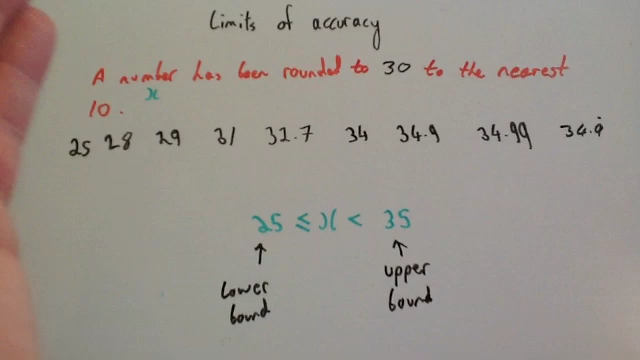 Limits of accuracy
A number has been rounded to 30 to the nearest
x
10.
25 28 29 31 32.7 34 34.9 34.99 34.9̇
25 ≤ x < 35
↑ ↑
Lower upper
bound bound